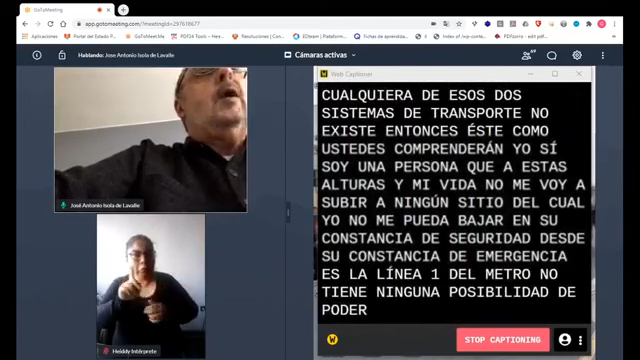 GoToMeeting
app.gotomeeting.com/?meetingId=297618677
Aplicaciones
Portal del Estado P
GoToMeet.Me
PDF24 Tools
Resoluciones | Con
EDteam | Plataform
Fichas de aprendizaj
Index of /wp-conte
PDFzorro - edit pdf
Hablando: Jose Antonio Isola de Lavalle
Cámaras activas
69
Web Captioner
CUALQUIERA DE ESOS DOS
SISTEMAS DE TRANSPORTE NO
EXISTE ENTONCES ÉSTE COMO
USTEDES COMPRENDERÁN YO SÍ
SOY UNA PERSONA QUE A ESTAS
ALTURAS Y MI VIDA NO ME VOY A
SUBIR A NINGÚN SITIO DEL CUAL
YO NO ME PUEDA BAJAR EN SU
CONSTANCIA DE SEGURIDAD DESDE
SU CONSTANCIA DE EMERGENCIA
ES LA LÍNEA 1 DEL METRO NO
TIENE NINGUNA POSIBILIDAD DE
PODER
José Antonio Isola de Lavalle
Heiddy Intérprete
STOP CAPTIONING